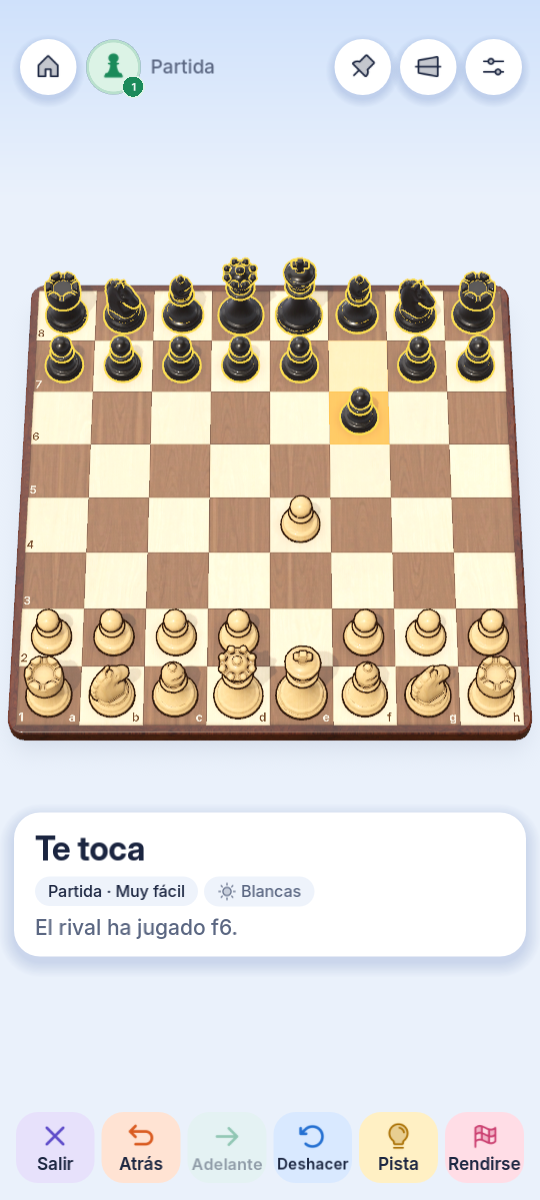 1
Partida
8
7
6
5
4
3
2
1 a b c d e f g h
Te toca
Partida · Muy fácil
Blancas
El rival ha jugado f6.
Salir
Atrás
Adelante
Deshacer
Pista
Rendirse